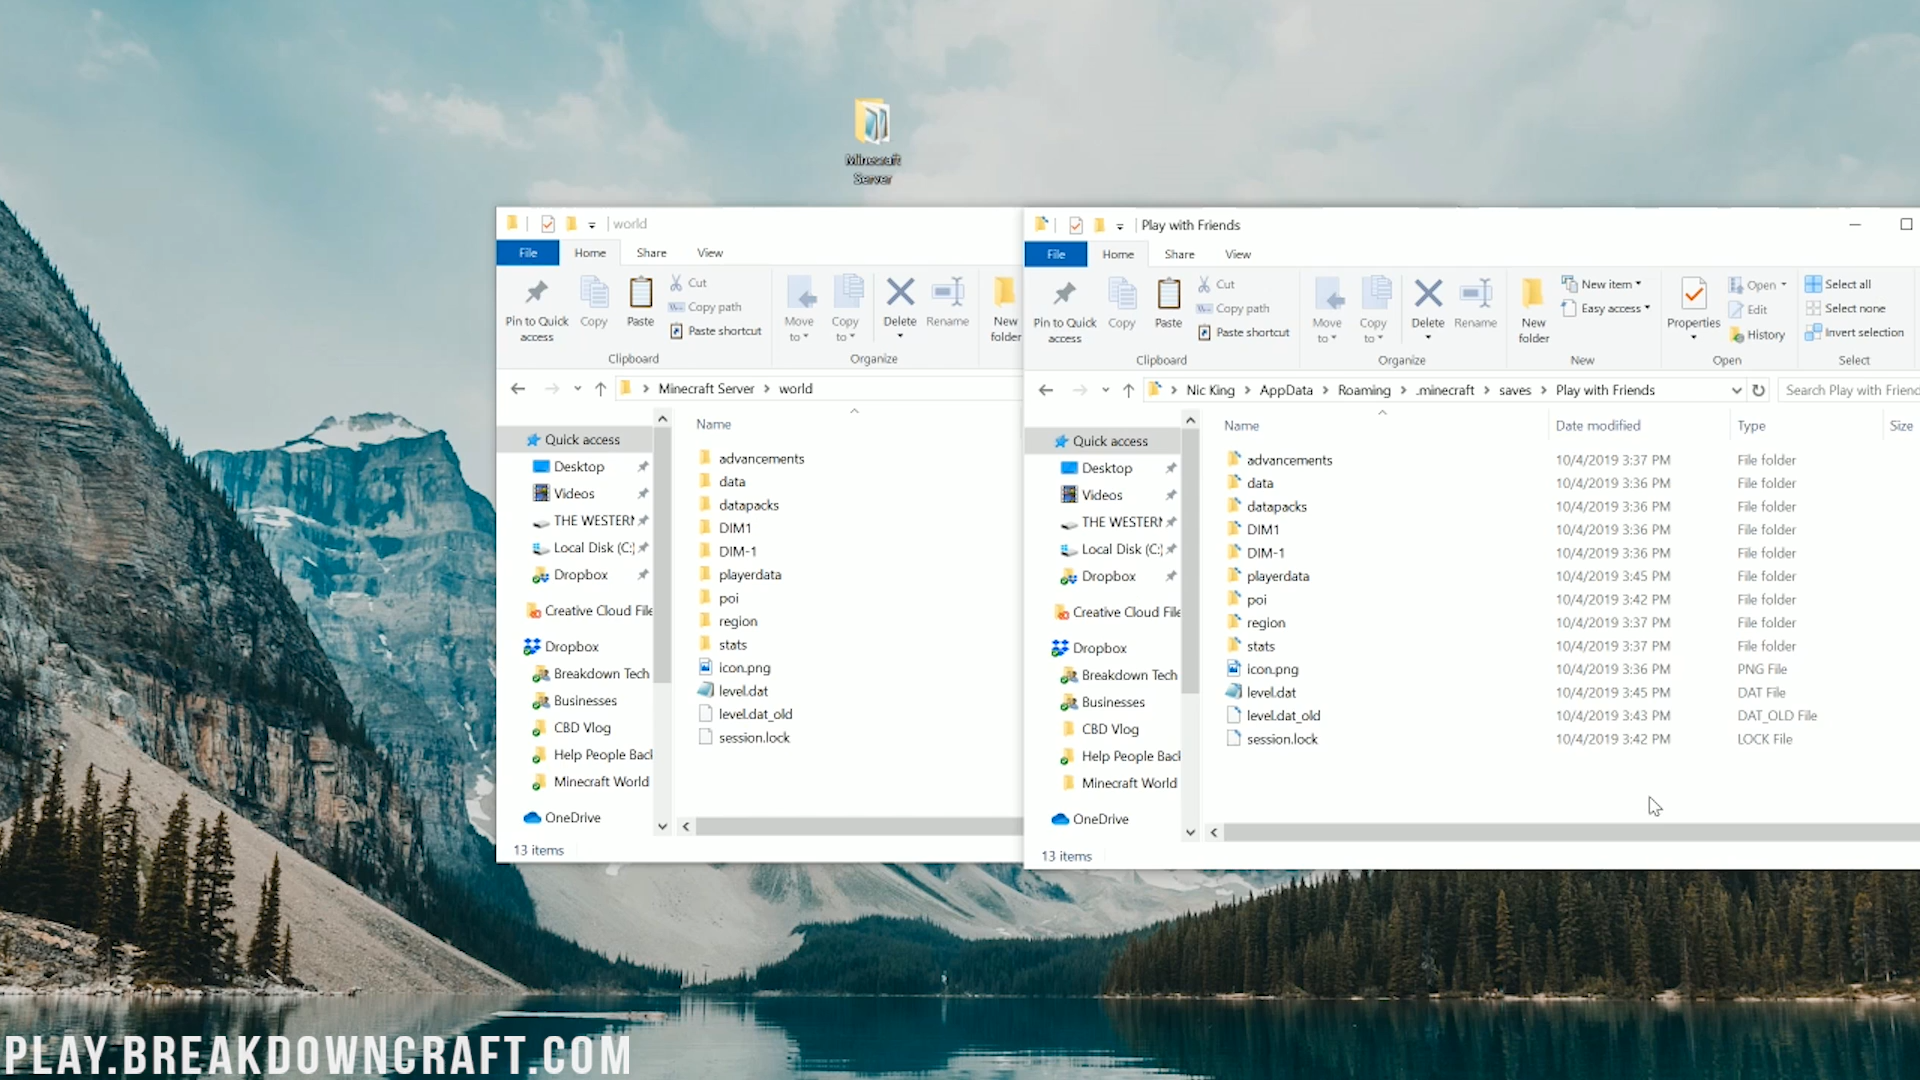 Minecraft
Server
world
File
Home
Share
View
Pin to Quick
access
Copy
Paste
Cut
Copy path
Paste shortcut
Clipboard
Move
to
Copy
to
Delete
Rename
Organize
New
folder
Minecraft Server
world
Quick access
Desktop
Videos
THE WESTERN
Local Disk (C:)
Dropbox
Creative Cloud File
Dropbox
Breakdown Tech
Businesses
CBD Vlog
Help People Back
Minecraft World
OneDrive
Name
advancements
data
datapacks
DIM1
DIM-1
playerdata
poi
region
stats
icon.png
level.dat
level.dat_old
session.lock
13 items
Play with Friends
File
Home
Share
View
Pin to Quick
access
Copy
Paste
Cut
Copy path
Paste shortcut
Clipboard
Move
to
Copy
to
Delete
Rename
Organize
New
folder
New item
Easy access
New
Properties
Open
Edit
History
Open
Select all
Select none
Invert selection
Select
Nic King
AppData
Roaming
.minecraft
saves
Play with Friends
Search Play with Friend
Quick access
Desktop
Videos
THE WESTERN
Local Disk (C:)
Dropbox
Creative Cloud File
Dropbox
Breakdown Tech
Businesses
CBD Vlog
Help People Back
Minecraft World
OneDrive
Name Date modified Type Size
advancements 10/4/2019 3:37 PM File folder
data 10/4/2019 3:36 PM File folder
datapacks 10/4/2019 3:36 PM File folder
DIM1 10/4/2019 3:36 PM File folder
DIM-1 10/4/2019 3:36 PM File folder
playerdata 10/4/2019 3:45 PM File folder
poi 10/4/2019 3:42 PM File folder
region 10/4/2019 3:37 PM File folder
stats 10/4/2019 3:37 PM File folder
icon.png 10/4/2019 3:36 PM PNG File
level.dat 10/4/2019 3:45 PM DAT File
level.dat_old 10/4/2019 3:43 PM DAT_OLD File
session.lock 10/4/2019 3:42 PM LOCK File
13 items
PLAY.BREAKDOWNCRAFT.COM